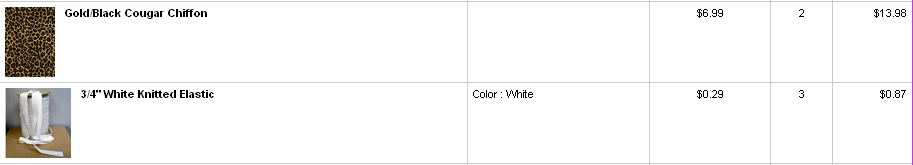 Gold/Black Cougar Chiffon $6.99 2 $13.98
3/4" White Knitted Elastic Color : White $0.29 3 $0.87